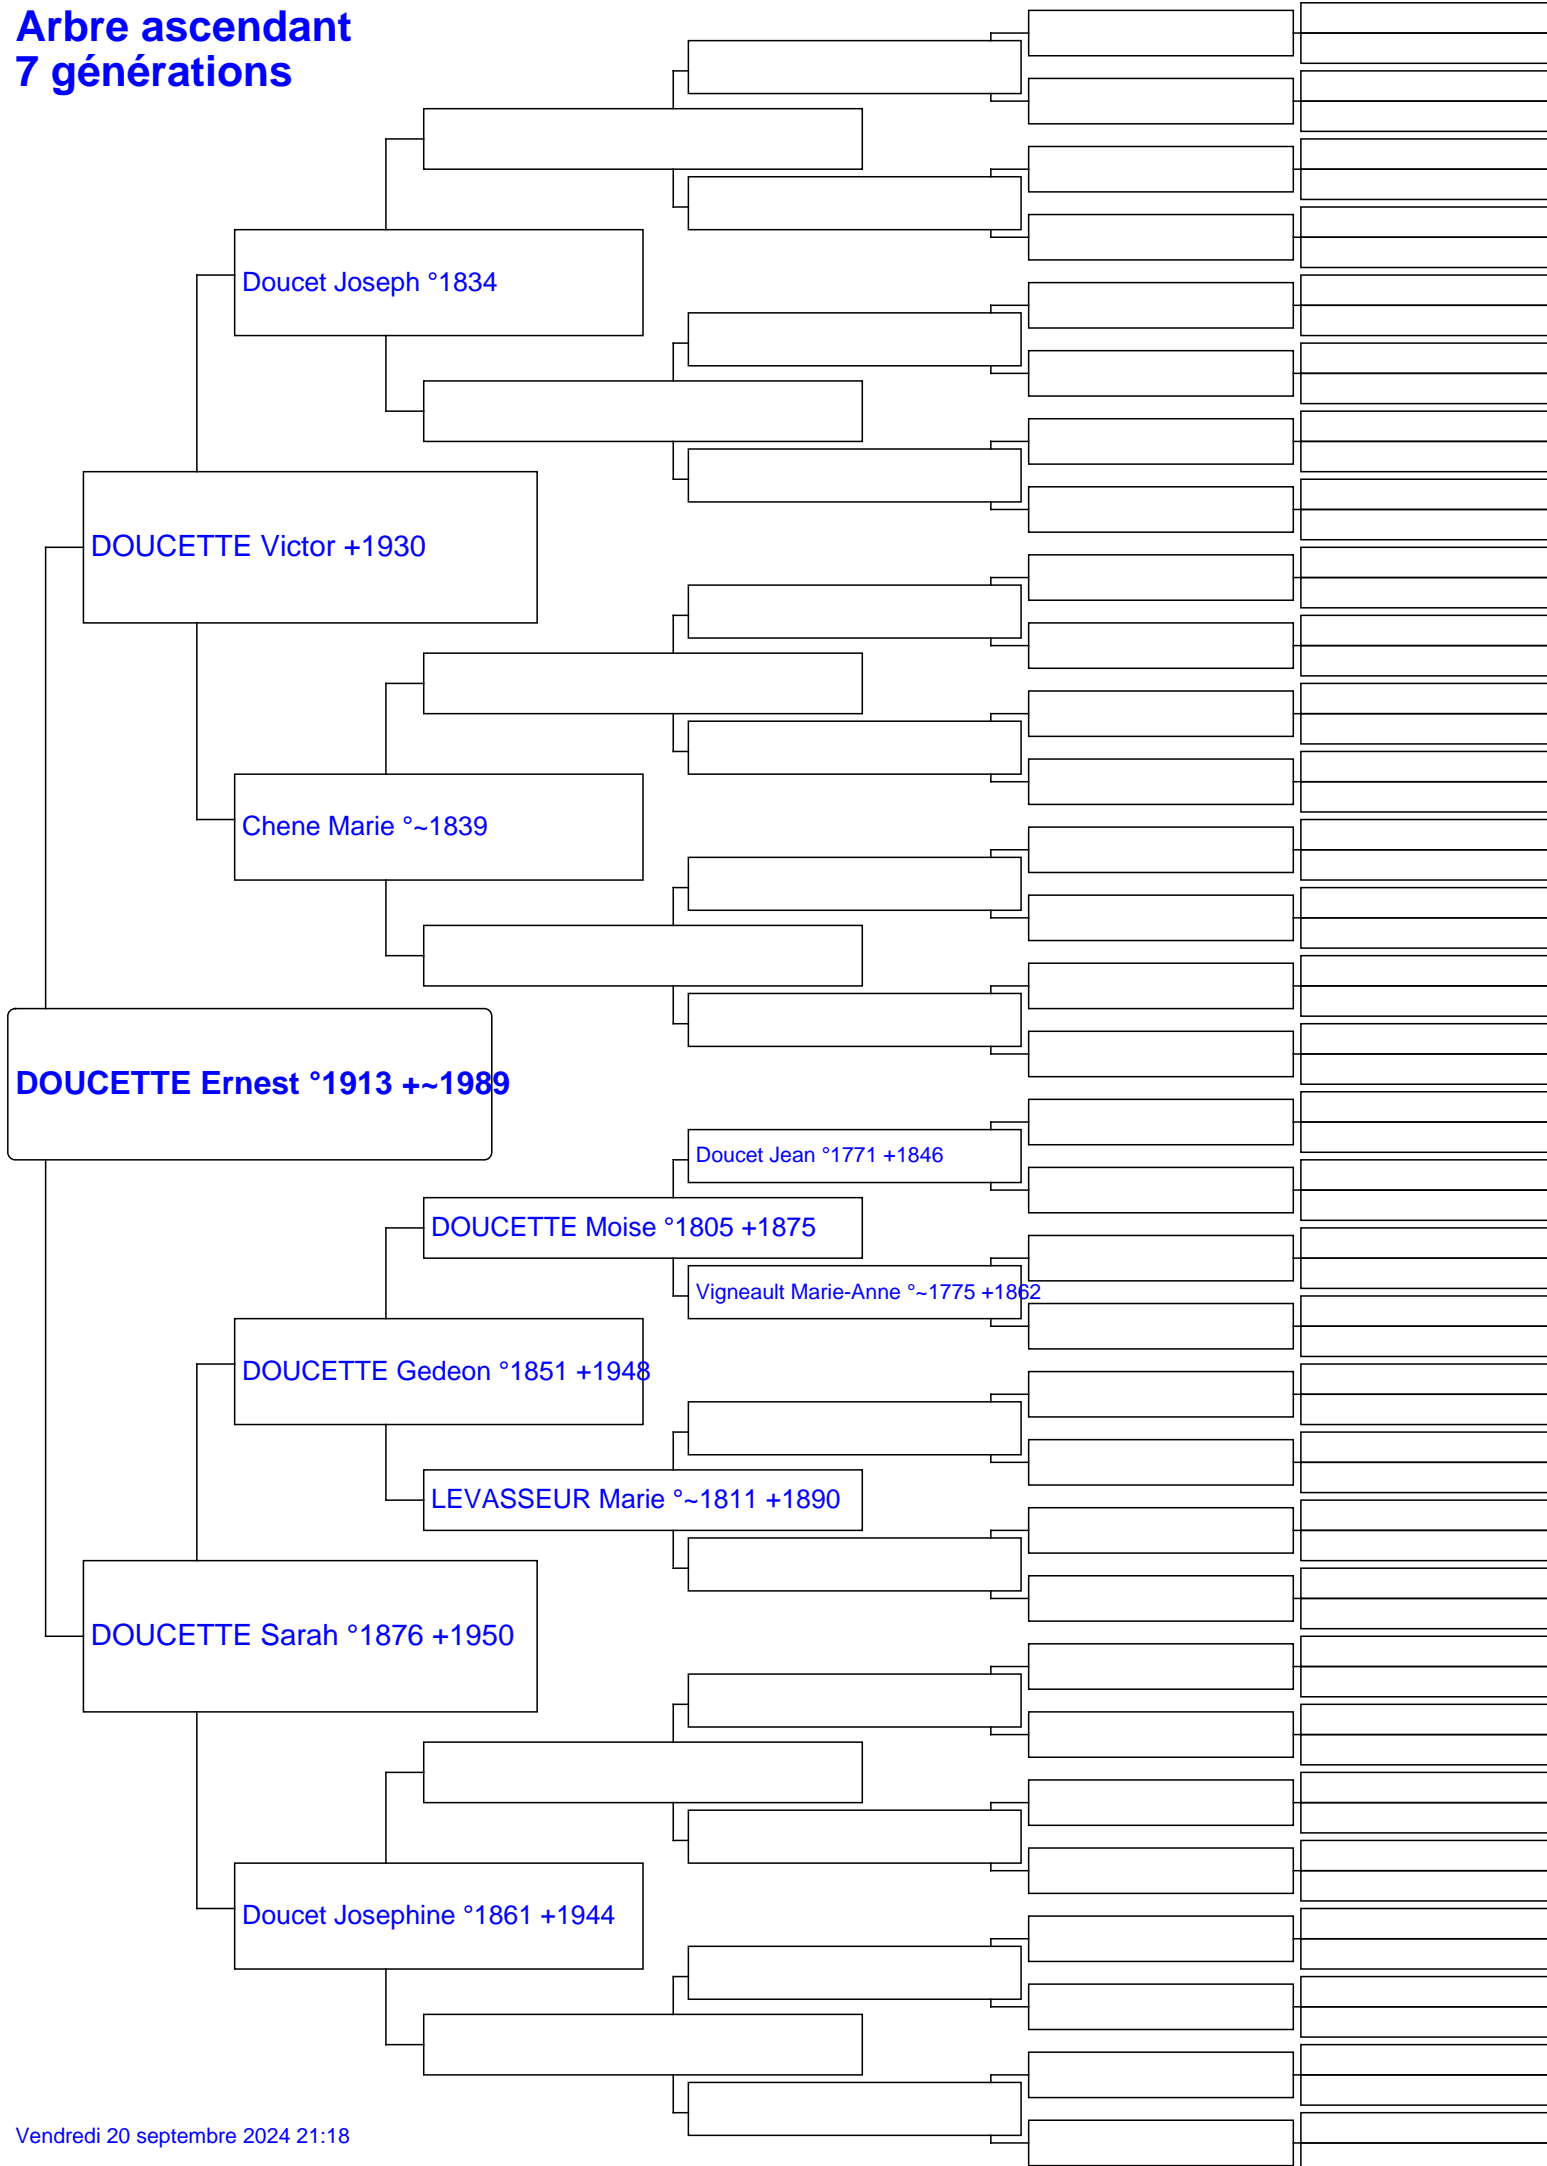 Arbre ascendant
7 générations
Doucet Joseph °1834
DOUCETTE Victor +1930
Chene Marie °~1839
DOUCETTE Ernest °1913 +~1989
Doucet Jean °1771 +1846
DOUCETTE Moise °1805 +1875
Vigneault Marie-Anne °~1775 +1862
DOUCETTE Gedeon °1851 +1948
LEVASSEUR Marie °~1811 +1890
DOUCETTE Sarah °1876 +1950
Doucet Josephine °1861 +1944
Vendredi 20 septembre 2024 21:18